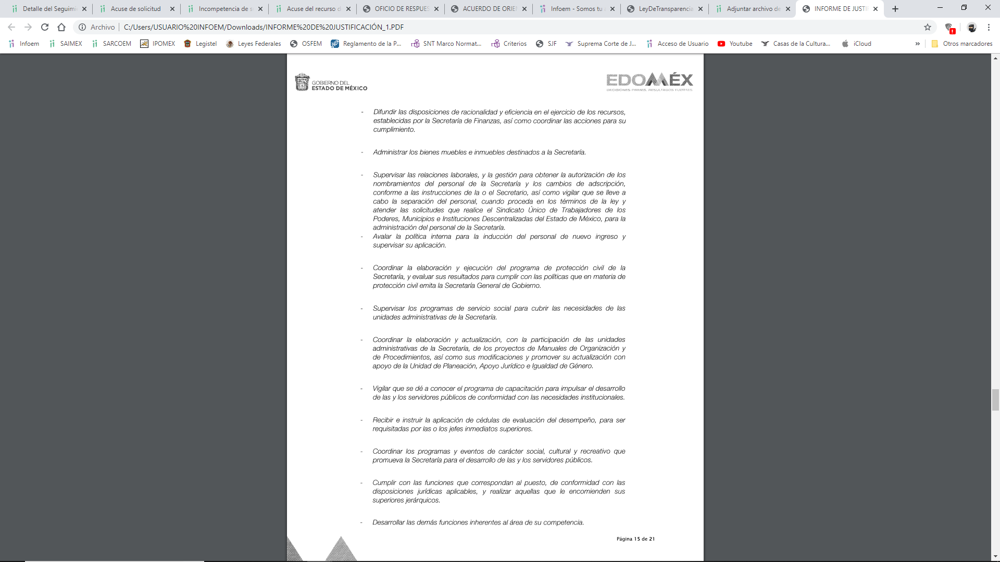 Detalle del Seguimi
Acuse de solicitud
Incompetencia de s
Acuse del recurso d
OFICIO DE RESPUES
ACUERDO DE ORIEN
Infoem - Somos tu
LeyDeTransparencia
Adjuntar archivo de
INFORME DE JUSTIF
Archivo
C:/Users/USUARIO%20INFOEM/Downloads/INFORME%20DE%20JUSTIFICACIÓN_1.PDF
Infoem
SAIMEX
SARCOEM
IPOMEX
Legistel
Leyes Federales
OSFEM
Reglamento de la P...
SNT Marco Normat...
Criterios
SJF
Suprema Corte de J...
Acceso de Usuario
Youtube
Casas de la Cultura...
iCloud
»
Otros marcadores
GOBIERNO DEL
ESTADO DE MÉXICO
EDOMÉX
DECISIONES FIRMES, RESULTADOS FUERTES.
- Difundir las disposiciones de racionalidad y eficiencia en el ejercicio de los recursos,
establecidas por la Secretaría de Finanzas, así como coordinar las acciones para su
cumplimiento.
- Administrar los bienes muebles e inmuebles destinados a la Secretaría.
- Supervisar las relaciones laborales, y la gestión para obtener la autorización de los
nombramientos del personal de la Secretaría y los cambios de adscripción,
conforme a las instrucciones de la o el Secretario, así como vigilar que se lleve a
cabo la separación del personal, cuando proceda en los términos de la ley y
atender las solicitudes que realice el Sindicato Único de Trabajadores de los
Poderes, Municipios e Instituciones Descentralizadas del Estado de México, para la
administración del personal de la Secretaría.
- Avalar la política interna para la inducción del personal de nuevo ingreso y
supervisar su aplicación.
- Coordinar la elaboración y ejecución del programa de protección civil de la
Secretaría, y evaluar sus resultados para cumplir con las políticas que en materia de
protección civil emita la Secretaría General de Gobierno.
- Supervisar los programas de servicio social para cubrir las necesidades de las
unidades administrativas de la Secretaría.
- Coordinar la elaboración y actualización, con la participación de las unidades
administrativas de la Secretaría, de los proyectos de Manuales de Organización y
de Procedimientos, así como sus modificaciones y promover su actualización con
apoyo de la Unidad de Planeación, Apoyo Jurídico e Igualdad de Género.
- Vigilar que se dé a conocer el programa de capacitación para impulsar el desarrollo
de las y los servidores públicos de conformidad con las necesidades institucionales.
- Recibir e instruir la aplicación de cédulas de evaluación del desempeño, para ser
requisitadas por las o los jefes inmediatos superiores.
- Coordinar los programas y eventos de carácter social, cultural y recreativo que
promueva la Secretaría para el desarrollo de las y los servidores públicos.
- Cumplir con las funciones que correspondan al puesto, de conformidad con las
disposiciones jurídicas aplicables, y realizar aquellas que le encomienden sus
superiores jerárquicos.
- Desarrollar las demás funciones inherentes al área de su competencia.
Página 15 de 21